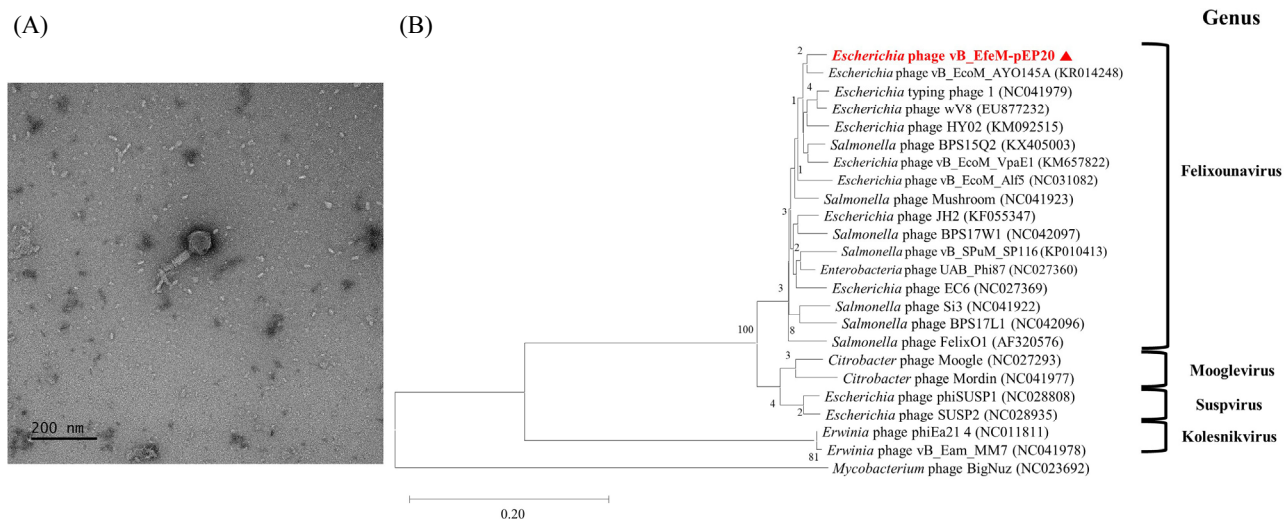 (A)
(B)
Genus
200 nm
2
Escherichia phage vB_EfeM-pEP20
Escherichia phage vB_EcoM_AYO145A (KR014248)
4
Escherichia typing phage 1 (NC041979)
1
Escherichia phage wV8 (EU877232)
Escherichia phage HY02 (KM092515)
Salmonella phage BPS15Q2 (KX405003)
Escherichia phage vB_EcoM_VpaE1 (KM657822)
1
Escherichia phage vB_EcoM_Alf5 (NC031082)
Felixounavirus
Salmonella phage Mushroom (NC041923)
3
Escherichia phage JH2 (KF055347)
Salmonella phage BPS17W1 (NC042097)
2
Salmonella phage vB_SPuM_SP116 (KP010413)
Enterobacteria phage UAB_Phi87 (NC027360)
3
Escherichia phage EC6 (NC027369)
Salmonella phage Si3 (NC041922)
100
8
Salmonella phage BPS17L1 (NC042096)
Salmonella phage FelixO1 (AF320576)
3
Citrobacter phage Moogle (NC027293)
Mooglevirus
Citrobacter phage Mordin (NC041977)
4
Escherichia phage phiSUSP1 (NC028808)
Suspvirus
2
Escherichia phage SUSP2 (NC028935)
Erwinia phage phiEa21 4 (NC011811)
Kolesnikvirus
81
Erwinia phage vB_Eam_MM7 (NC041978)
Mycobacterium phage BigNuz (NC023692)
0.20